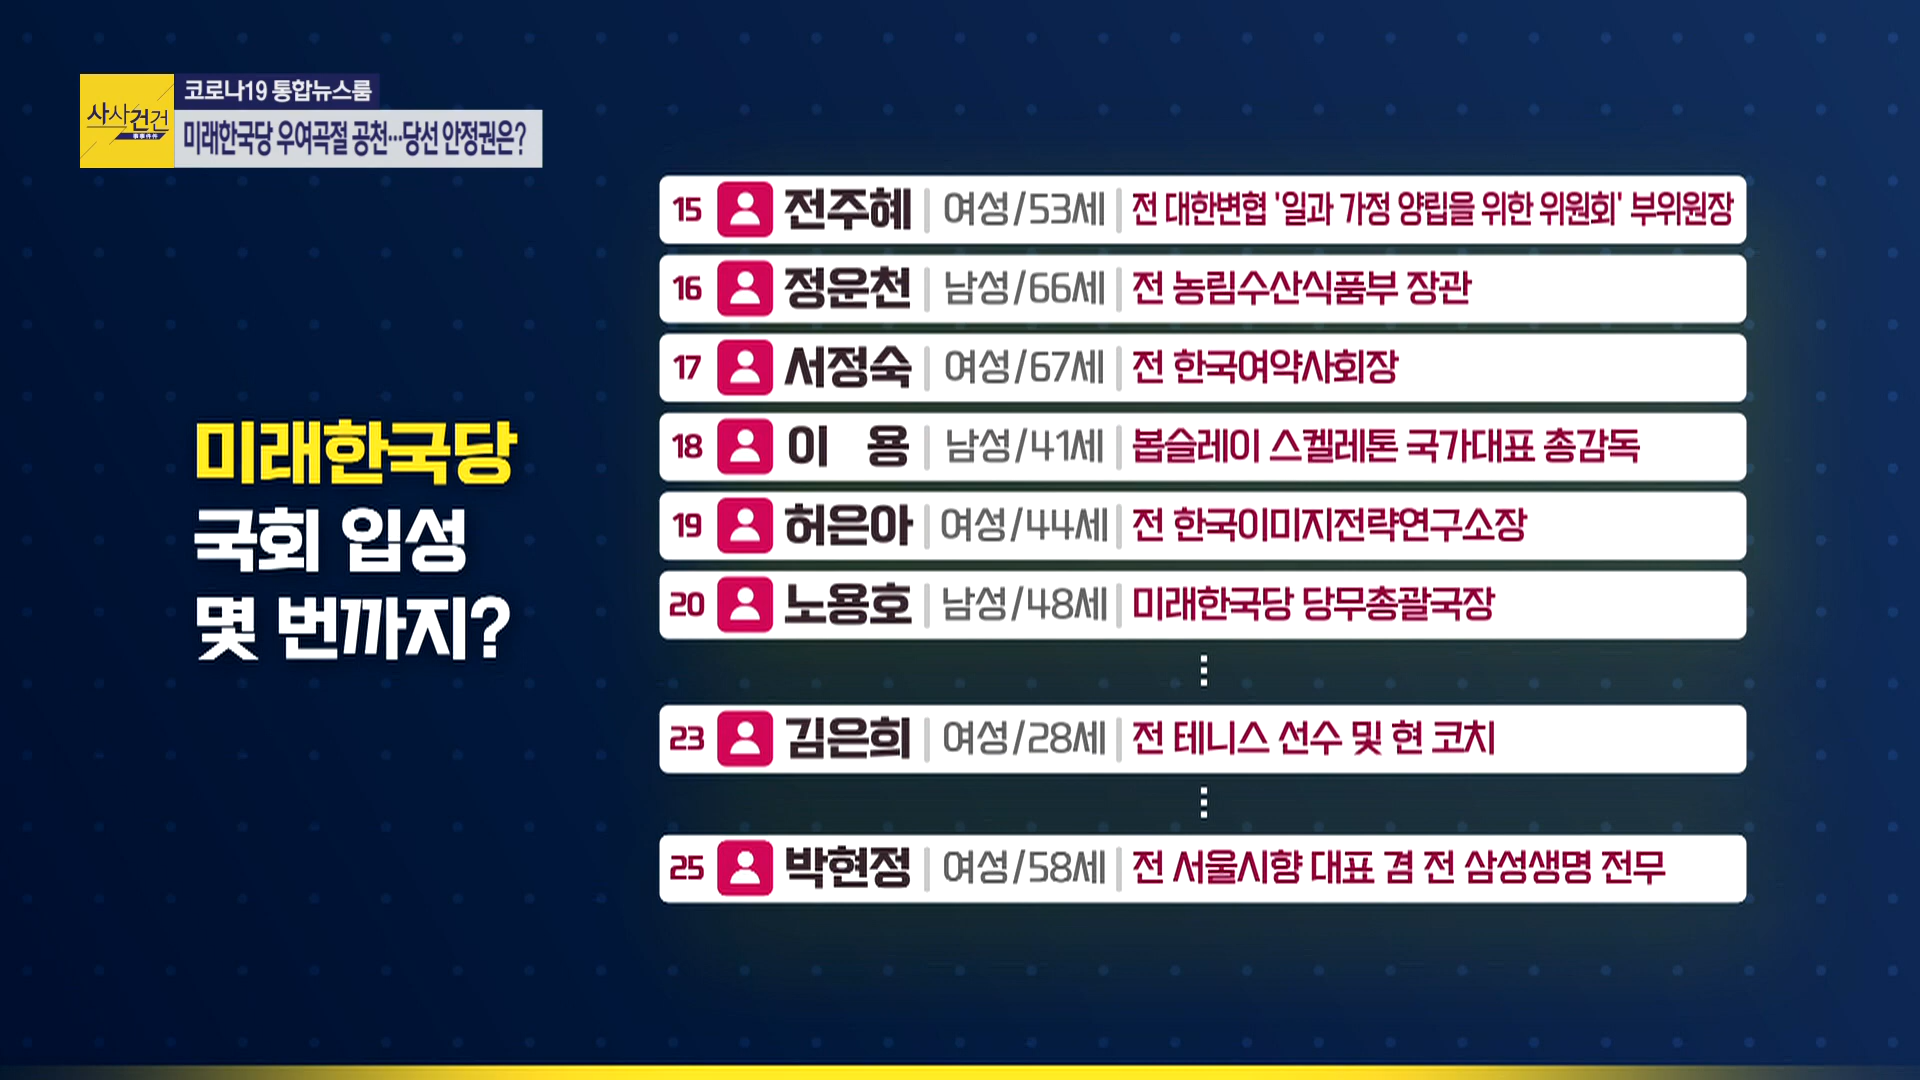 코로나19 통합뉴스룸
사사건건
事事件件
미래한국당 우여곡절 공천…당선 안정권은?
미래한국당
국회 입성
몇 번까지?
15 전주혜 여성/53세 전 대한변협 '일과 가정 양립을 위한 위원회' 부위원장
16 정운천 남성/66세 전 농림수산식품부 장관
17 서정숙 여성/67세 전 한국여약사회장
18 이 용 남성/41세 봅슬레이 스켈레톤 국가대표 총감독
19 허은아 여성/44세 전 한국이미지전략연구소장
20 노용호 남성/48세 미래한국당 당무총괄국장
⋮
23 김은희 여성/28세 전 테니스 선수 및 현 코치
⋮
25 박현정 여성/58세 전 서울시향 대표 겸 전 삼성생명 전무